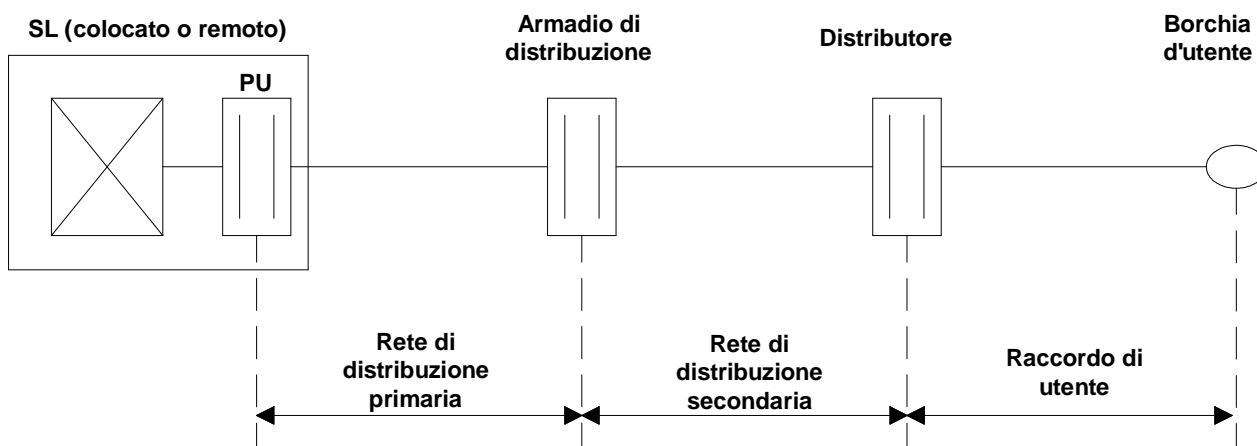 SL (colocato o remoto)
PU
Armadio di
distribuzione
Distributore
Borchia
d'utente
Rete di
distribuzione
primaria
Rete di
distribuzione
secondaria
Raccordo di
utente